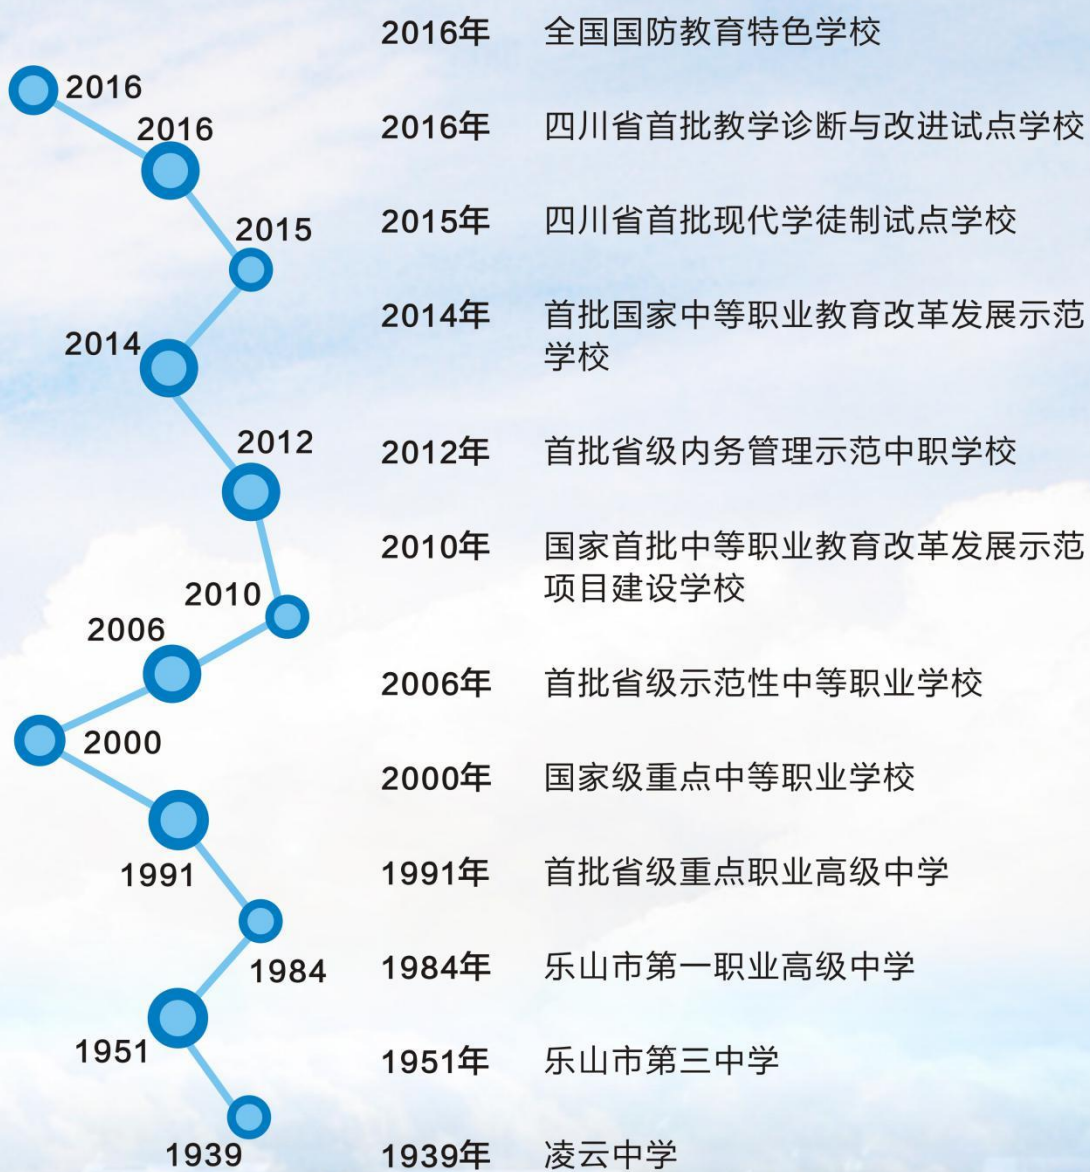 2016
2016
2015
2014
2012
2010
2006
2000
1991
1984
1951
1939
2016年 全国国防教育特色学校
2016年 四川省首批教学诊断与改进试点学校
2015年 四川省首批现代学徒制试点学校
2014年 首批国家中等职业教育改革发展示范
学校
2012年 首批省级内务管理示范中职学校
2010年 国家首批中等职业教育改革发展示范
项目建设学校
2006年 首批省级示范性中等职业学校
2000年 国家级重点中等职业学校
1991年 首批省级重点职业高级中学
1984年 乐山市第一职业高级中学
1951年 乐山市第三中学
1939年 凌云中学